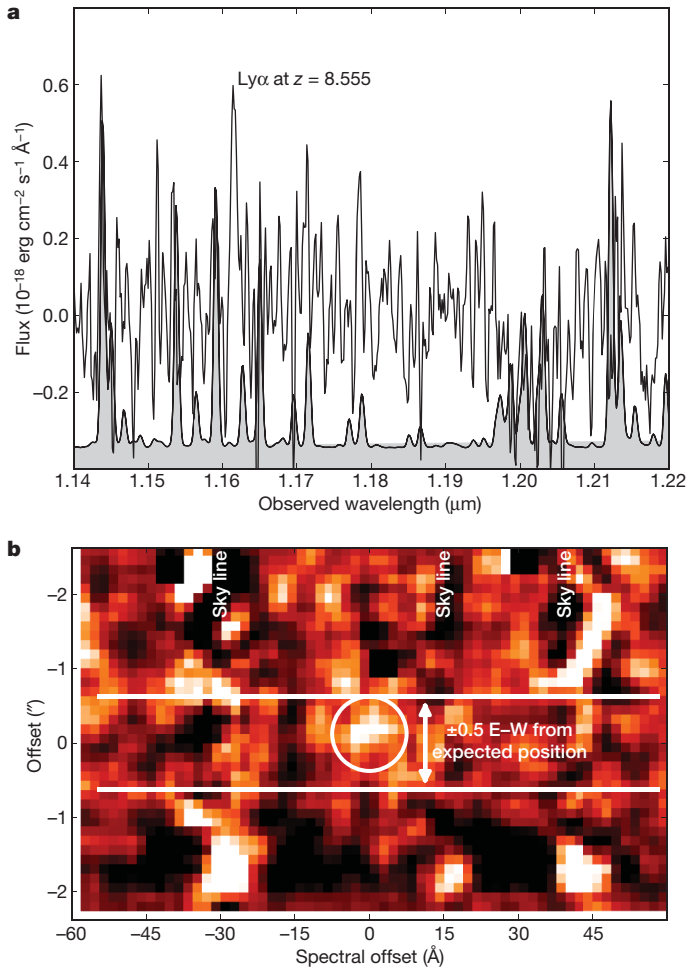 a
Lyα at z = 8.555
0.6
0.4
0.2
0.0
−0.2
Flux (10⁻¹⁸ erg cm⁻² s⁻¹ Å⁻¹)
1.14 1.15 1.16 1.17 1.18 1.19 1.20 1.21 1.22
Observed wavelength (μm)
b
Sky line Sky line Sky line
−2
−1
0
−1
−2
Offset (″)
±0.5 E–W from
expected position
−60 −45 −30 −15 0 15 30 45
Spectral offset (Å)